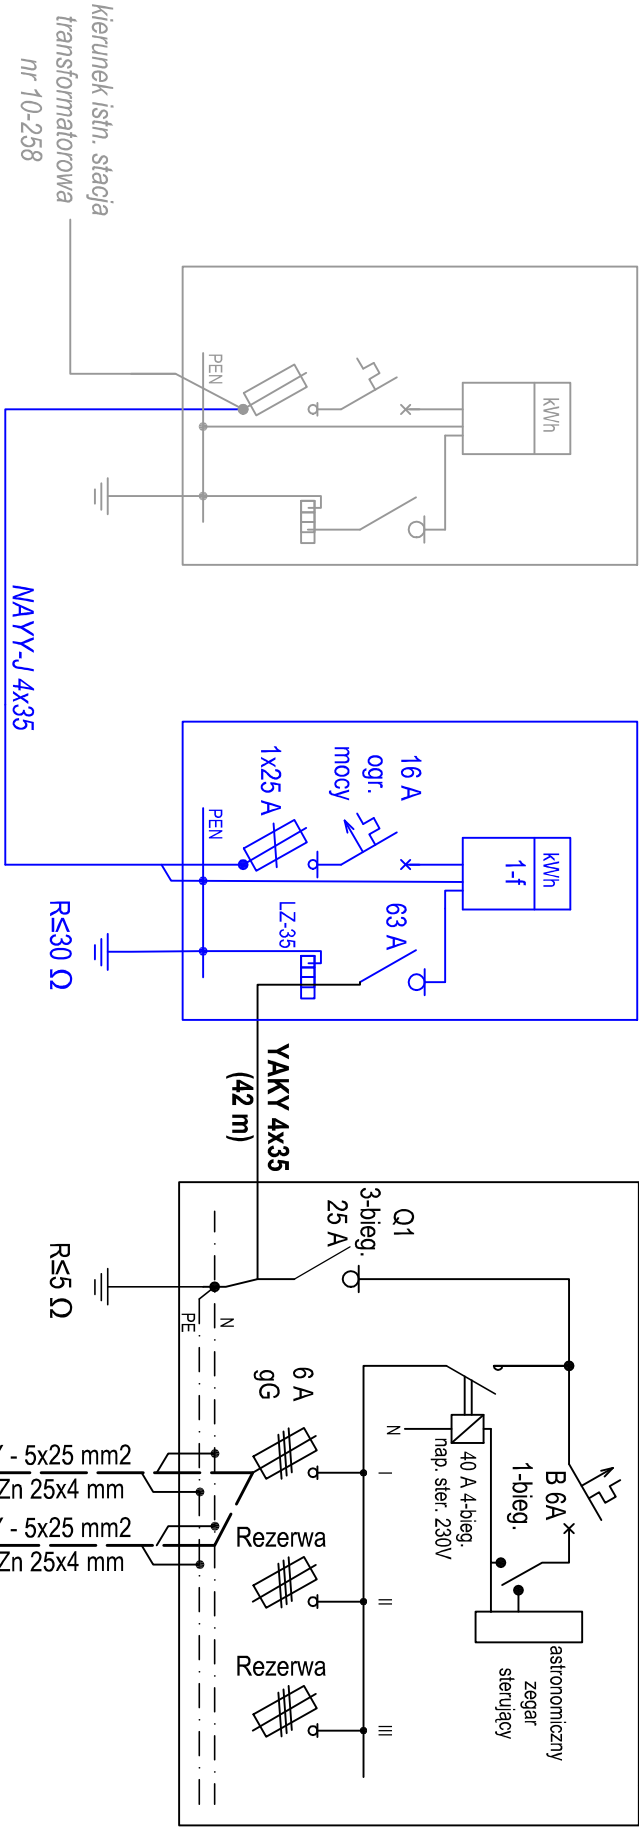 kierunek istn. stacja
transformatorowa
nr 10-258
PEN
kWh
NAYY-J 4x35
kWh
1-f
16 A
ogr.
mocy
1x25 A
63 A
PEN
LZ-35
R≤30 Ω
YAKY 4x35
(42 m)
Q1
3-bieg.
25 A
R≤5 Ω
N
PE
B 6A
1-bieg.
astronomiczny
zegar
sterujący
40 A 4-bieg.
nap. ster. 230V
N
I
II
III
6 A
gG
Rezerwa
Rezerwa
Y - 5x25 mm2
Zn 25x4 mm
Y - 5x25 mm2
Zn 25x4 mm